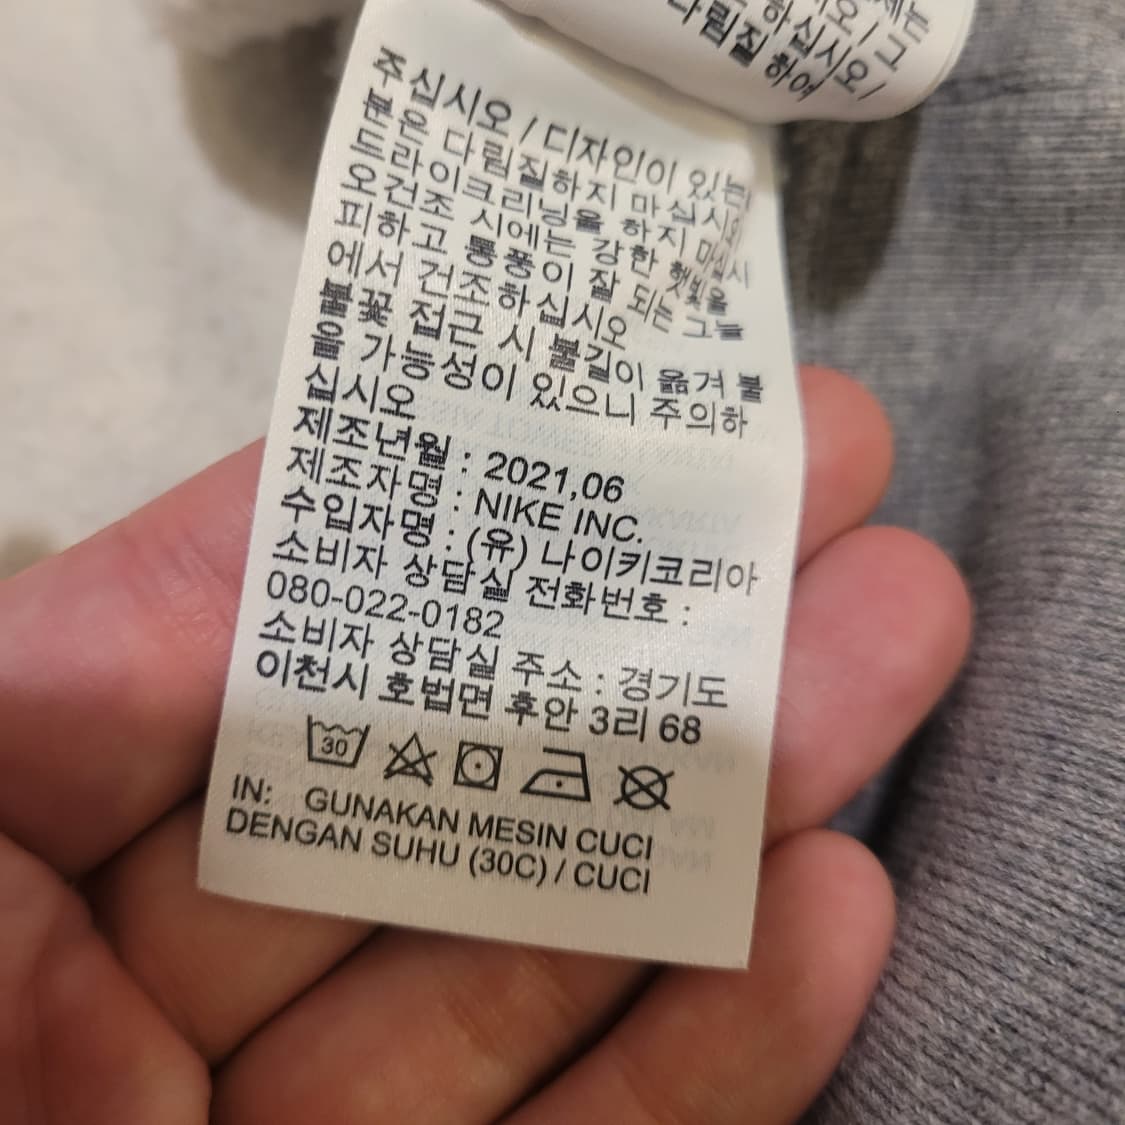 다림질 하여
주십시오 / 디자인이 있는
분은 다림질하지 마십시오
드라이크리닝을 하지 마십시
오건조 시에는 강한 햇빛을
피하고 통풍이 잘 되는 그늘
에서 건조하십시오
불꽃 접근 시 불길이 옮겨 붙
을 가능성이 있으니 주의하
십시오
제조년월 : 2021,06
제조자명 : NIKE INC.
수입자명 : (유) 나이키코리아
소비자 상담실 전화번호 :
080-022-0182
소비자 상담실 주소 : 경기도
이천시 호법면 후안 3리 68
30
IN: GUNAKAN MESIN CUCI
DENGAN SUHU (30C) / CUCI